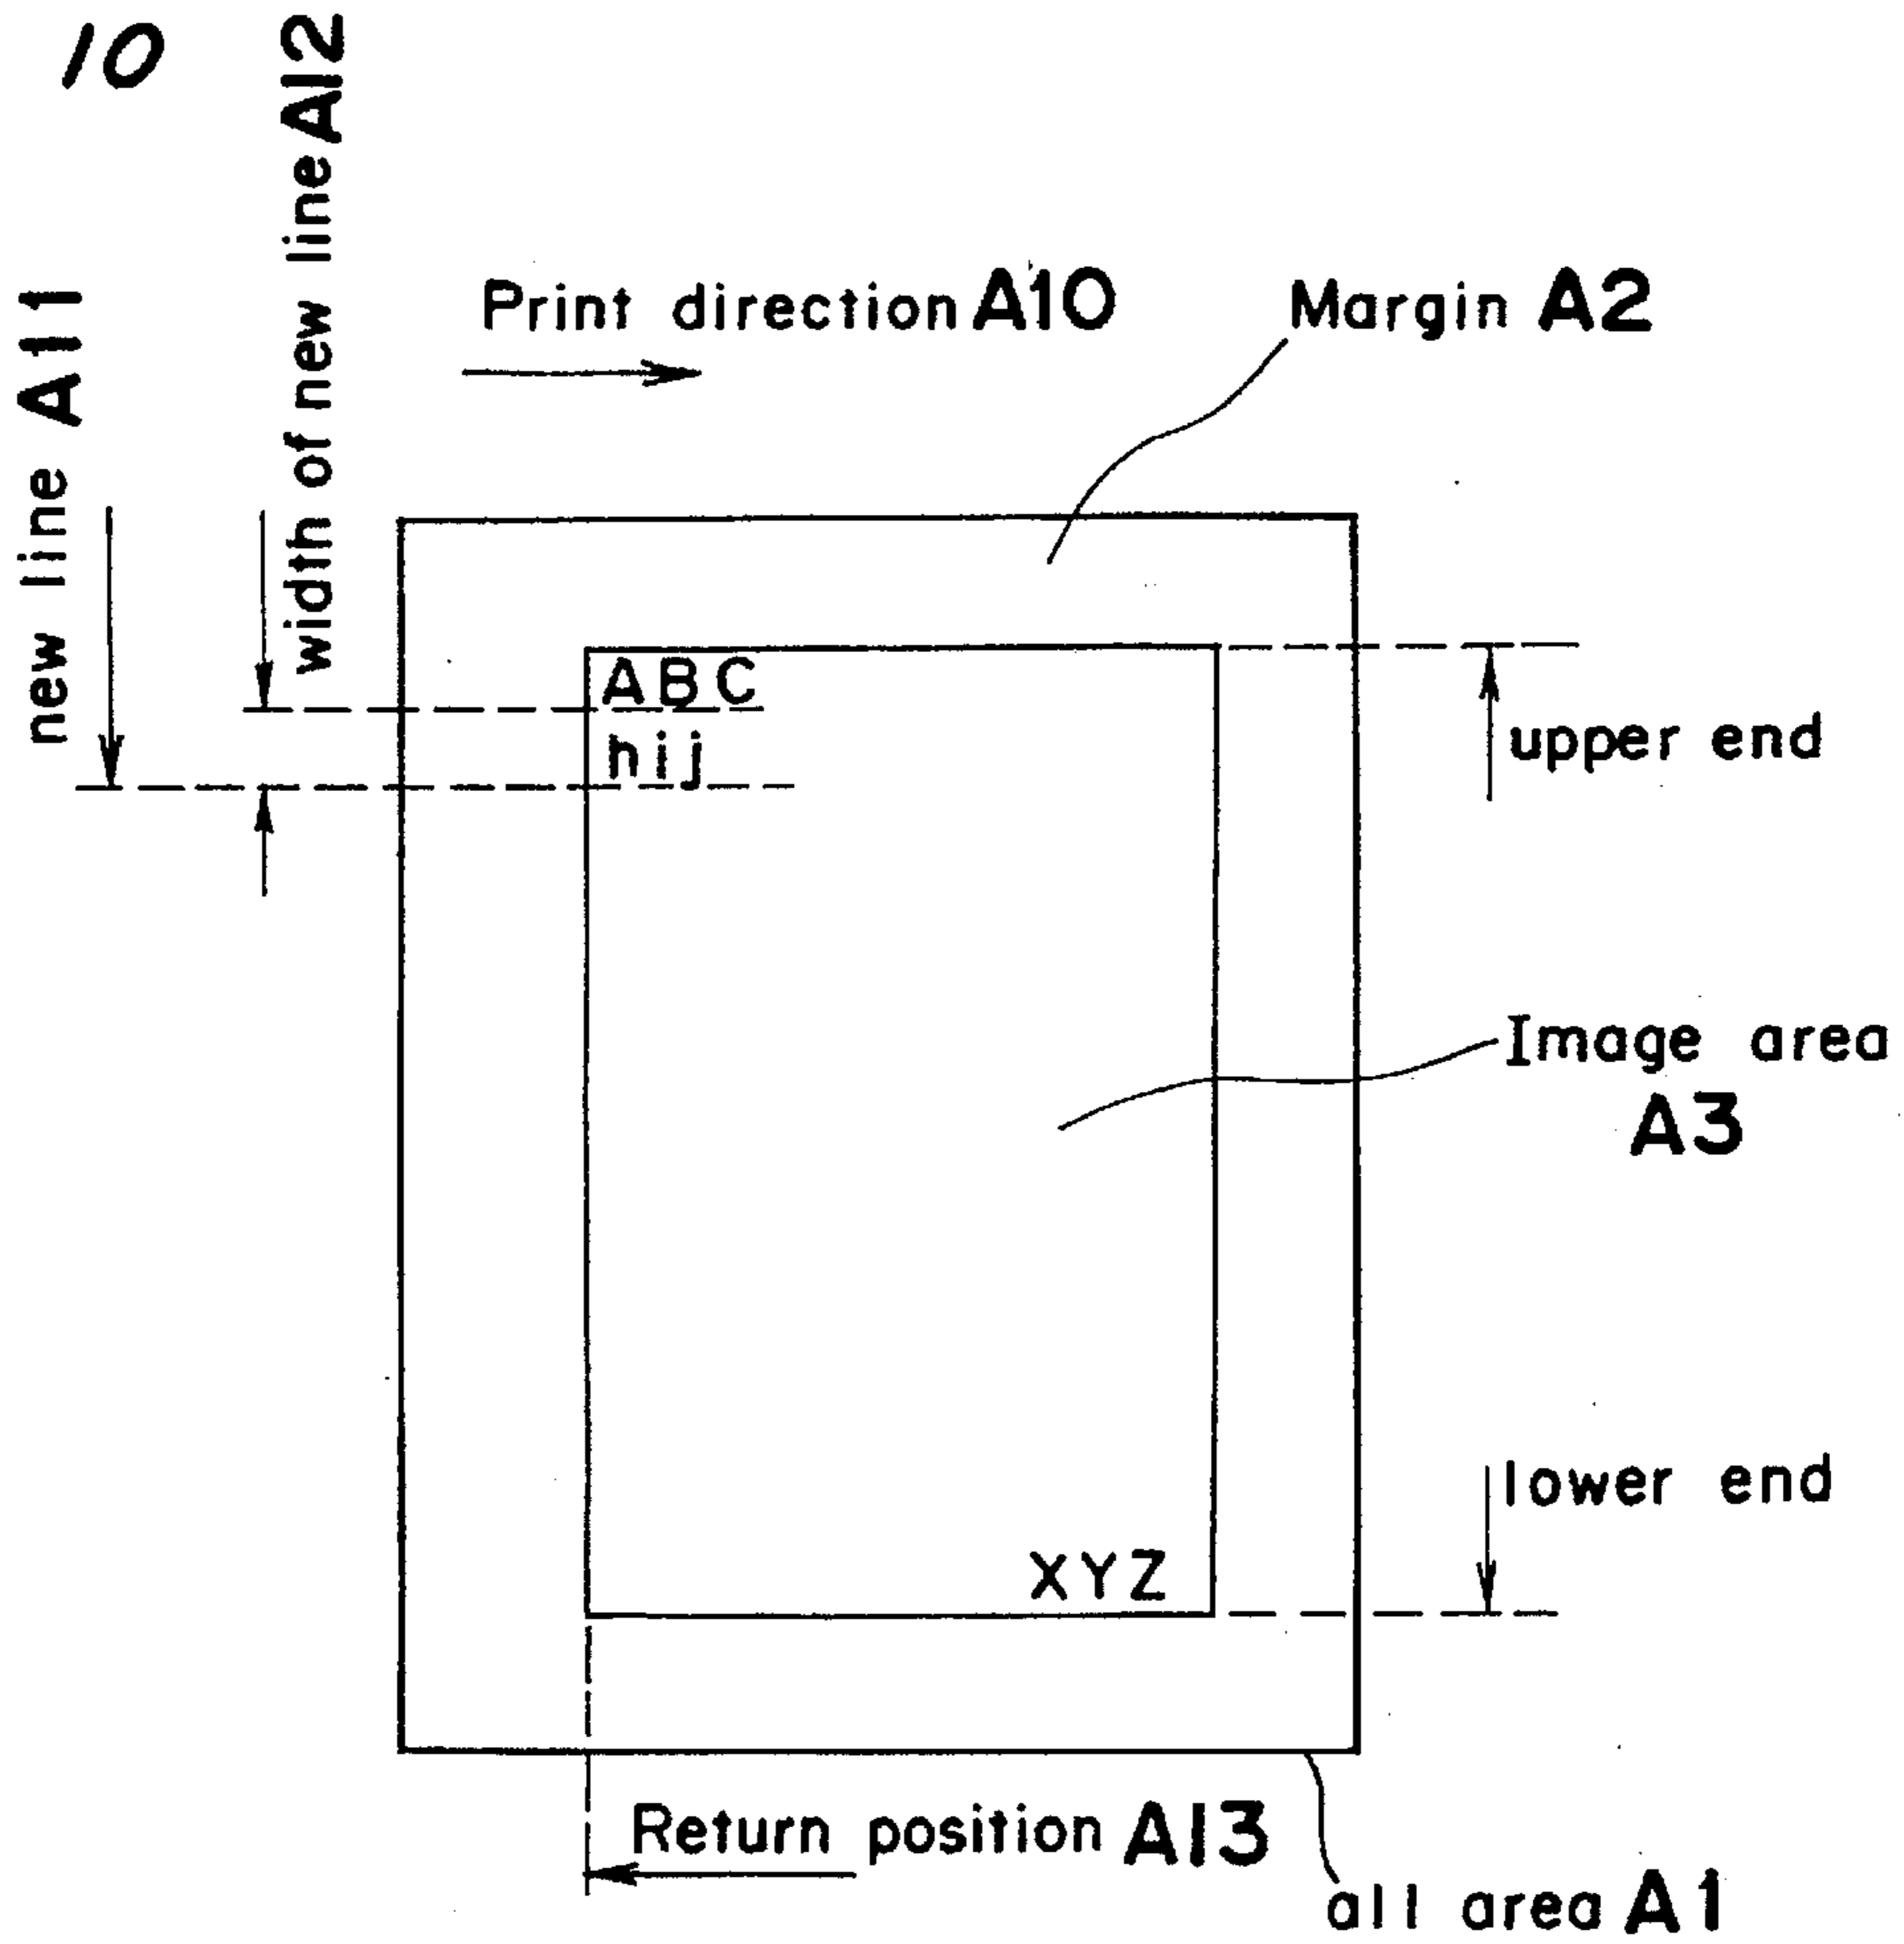 10
new line A11
width of new line A12
Print direction A10
Margin A2
ABC
hij
upper end
Image area
A3
lower end
XYZ
Return position A13
all area A1